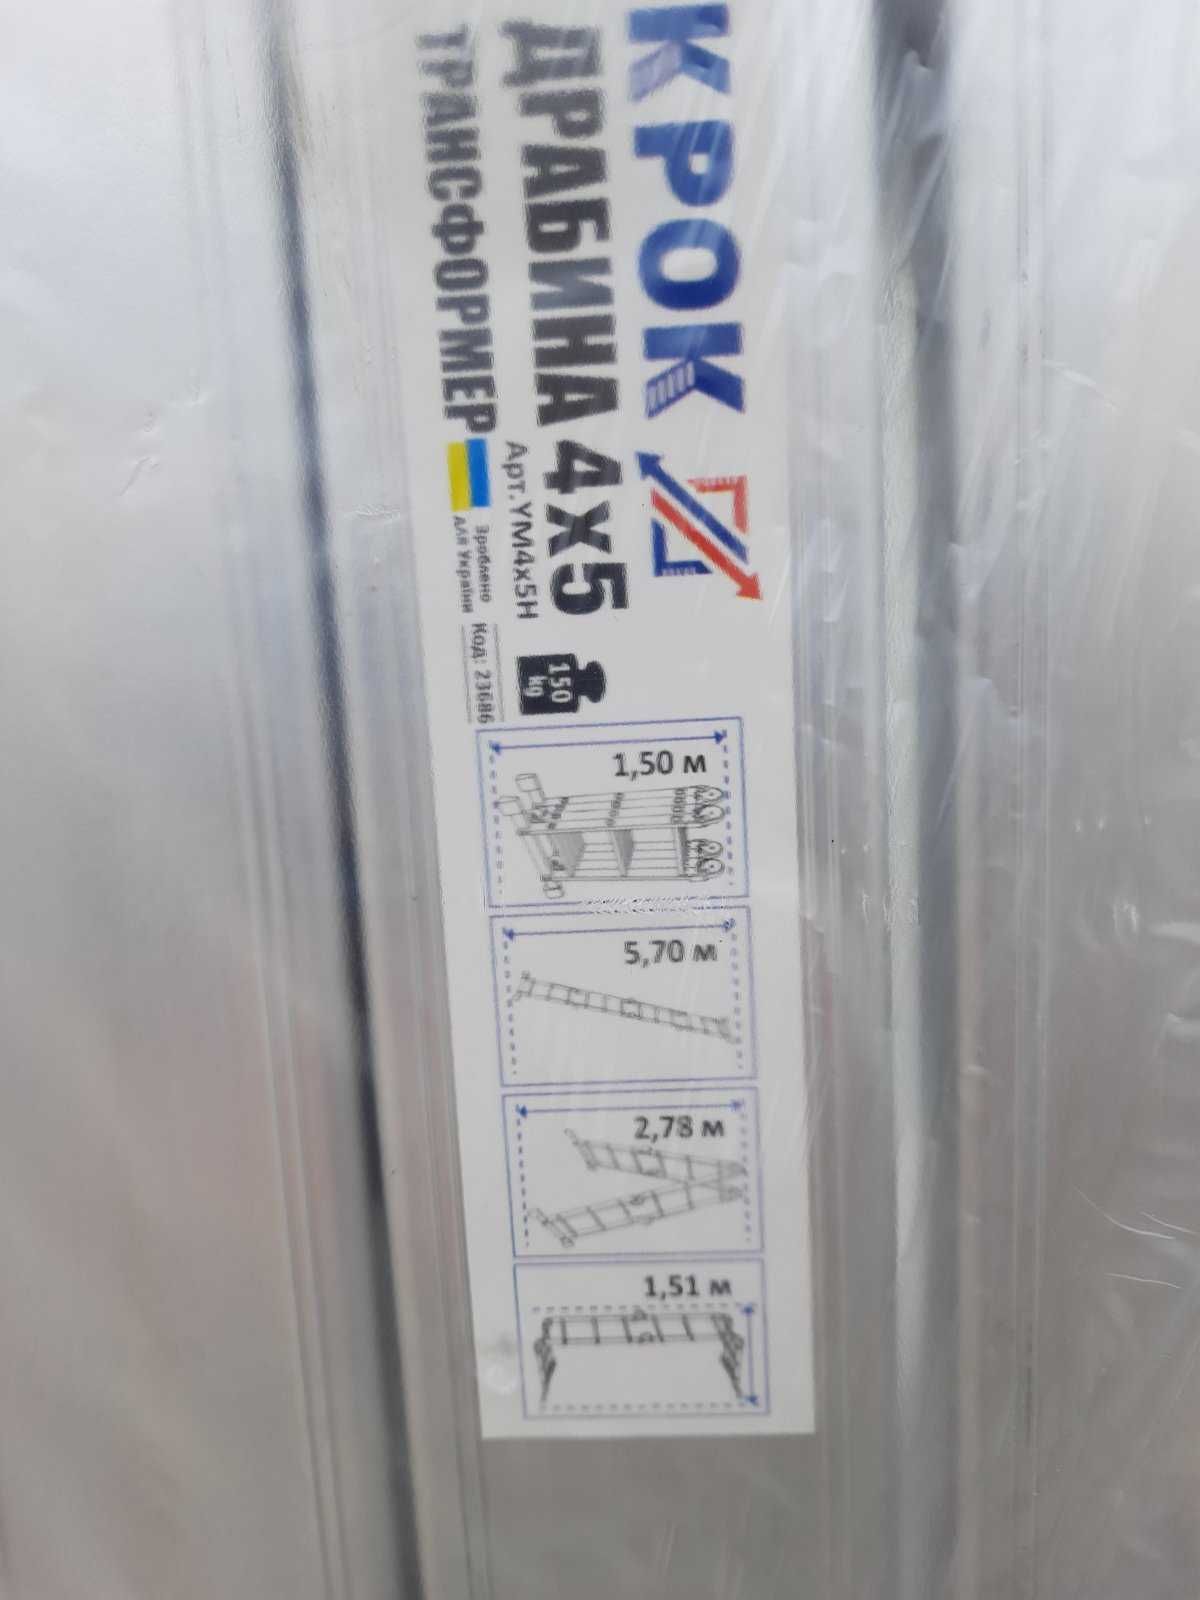 КРОК
ДРАБИНА 4х5
ТРАНСФОРМЕР
Арт.YM4x5H
Зроблено
для України
Код: 23686
150
kg
1,50 м
5,70 м
2,78 м
1,51 м